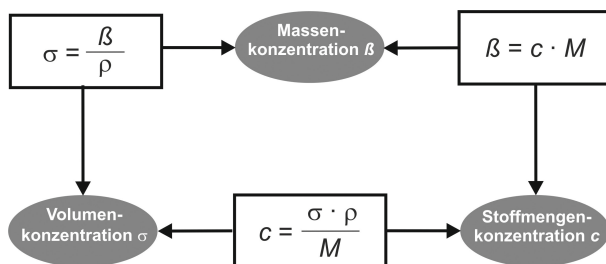 σ = ß / ρ
Massen-
konzentration ß
ß = c · M
Volumen-
konzentration σ
c = σ · ρ / M
Stoffmengen-
konzentration c